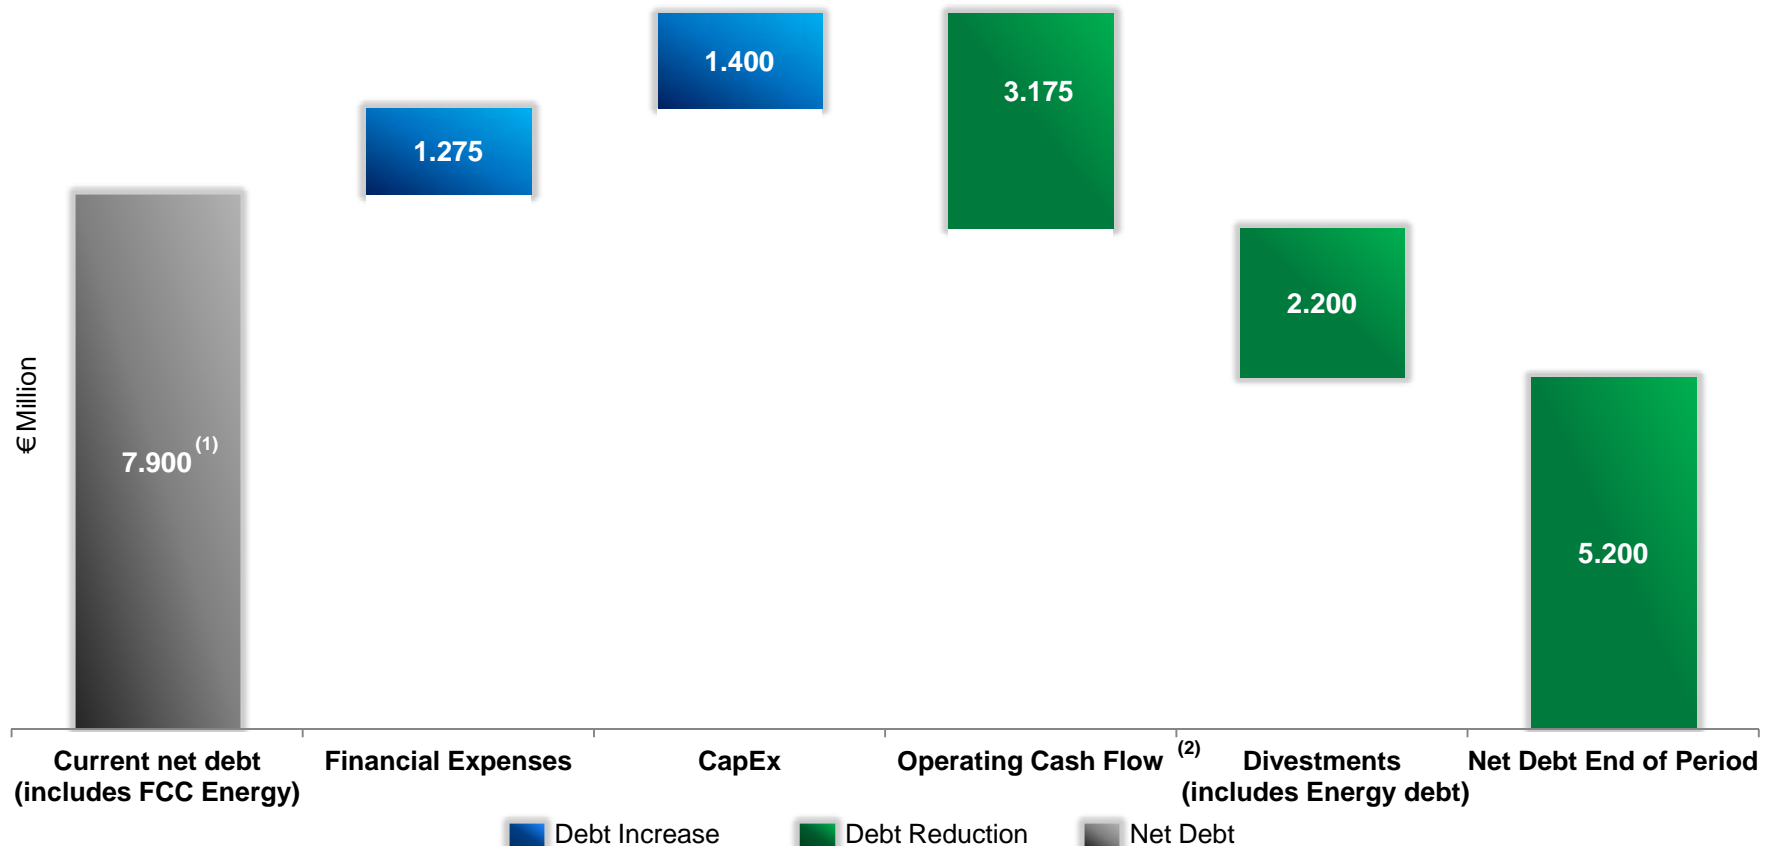 1.400
3.175
1.275
2.200
€ Million
7.900 (1)
5.200
Current net debt
(includes FCC Energy)
Financial Expenses
CapEx
Operating Cash Flow (2)
Divestments
(includes Energy debt)
Net Debt End of Period
Debt Increase
Debt Reduction
Net Debt